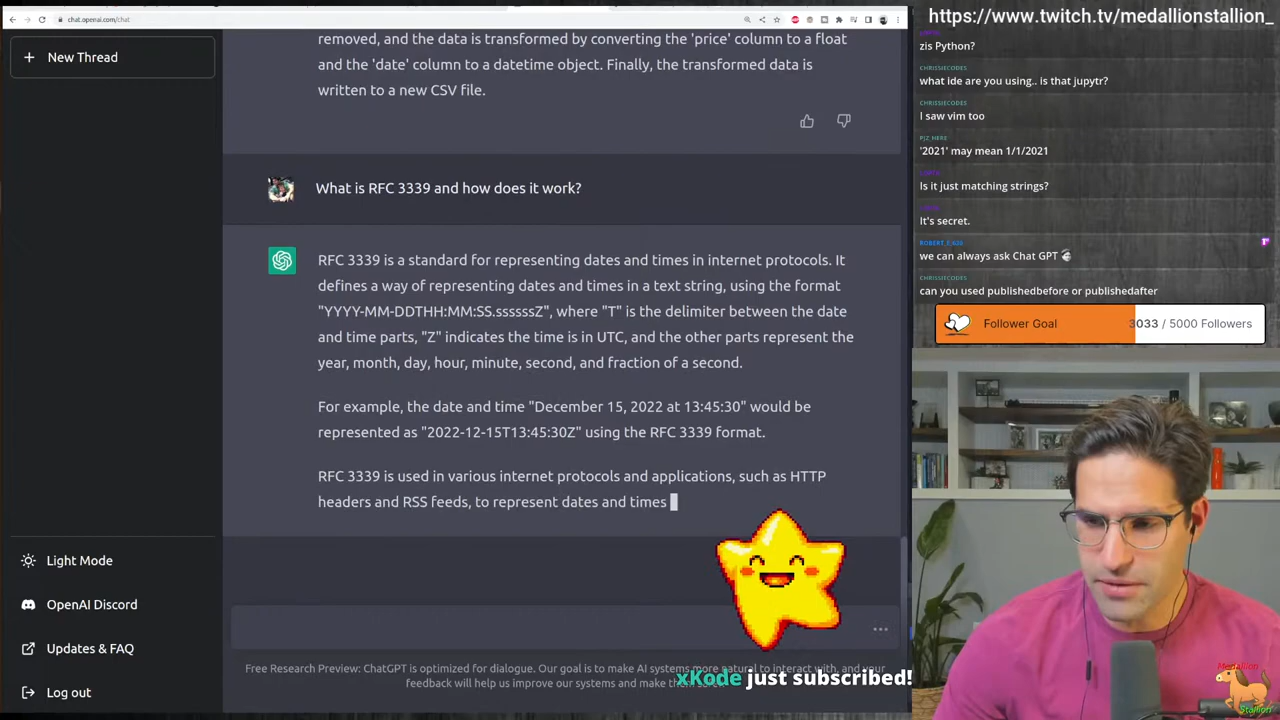 chat.openai.com/chat
https://www.twitch.tv/medallionstallion_
New Thread
removed, and the data is transformed by converting the 'price' column to a float
and the 'date' column to a datetime object. Finally, the transformed data is
written to a new CSV file.
What is RFC 3339 and how does it work?
RFC 3339 is a standard for representing dates and times in internet protocols. It
defines a way of representing dates and times in a text string, using the format
"YYYY-MM-DDTHH:MM:SS.ssssssZ", where "T" is the delimiter between the date
and time parts, "Z" indicates the time is in UTC, and the other parts represent the
year, month, day, hour, minute, second, and fraction of a second.
For example, the date and time "December 15, 2022 at 13:45:30" would be
represented as "2022-12-15T13:45:30Z" using the RFC 3339 format.
RFC 3339 is used in various internet protocols and applications, such as HTTP
headers and RSS feeds, to represent dates and times
Light Mode
OpenAI Discord
Updates & FAQ
Log out
Free Research Preview: ChatGPT is optimized for dialogue. Our goal is to make AI systems more natural to interact with, and your
feedback will help us improve our systems and make them
xKode just subscribed!
zis Python?
CHRISSIECODES
what ide are you using.. is that jupytr?
CHRISSIECODES
I saw vim too
'2021' may mean 1/1/2021
Is it just matching strings?
It's secret.
we can always ask Chat GPT
CHRISSIECODES
can you used publishedbefore or publishedafter
Follower Goal
3033 / 5000 Followers
Medallion
Stallion